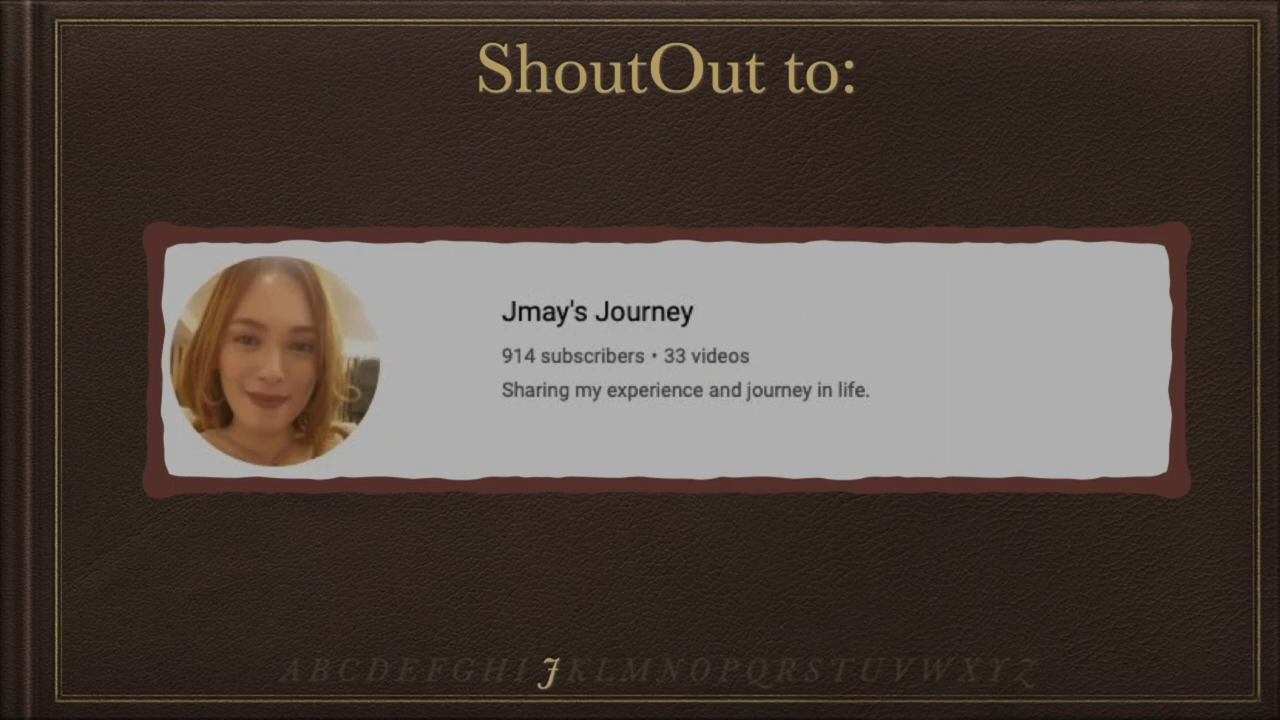 ShoutOut to:
Jmay's Journey
914 subscribers • 33 videos
Sharing my experience and journey in life.
A B C D E F G H I J K L M N O P Q R S T U V W X Y Z